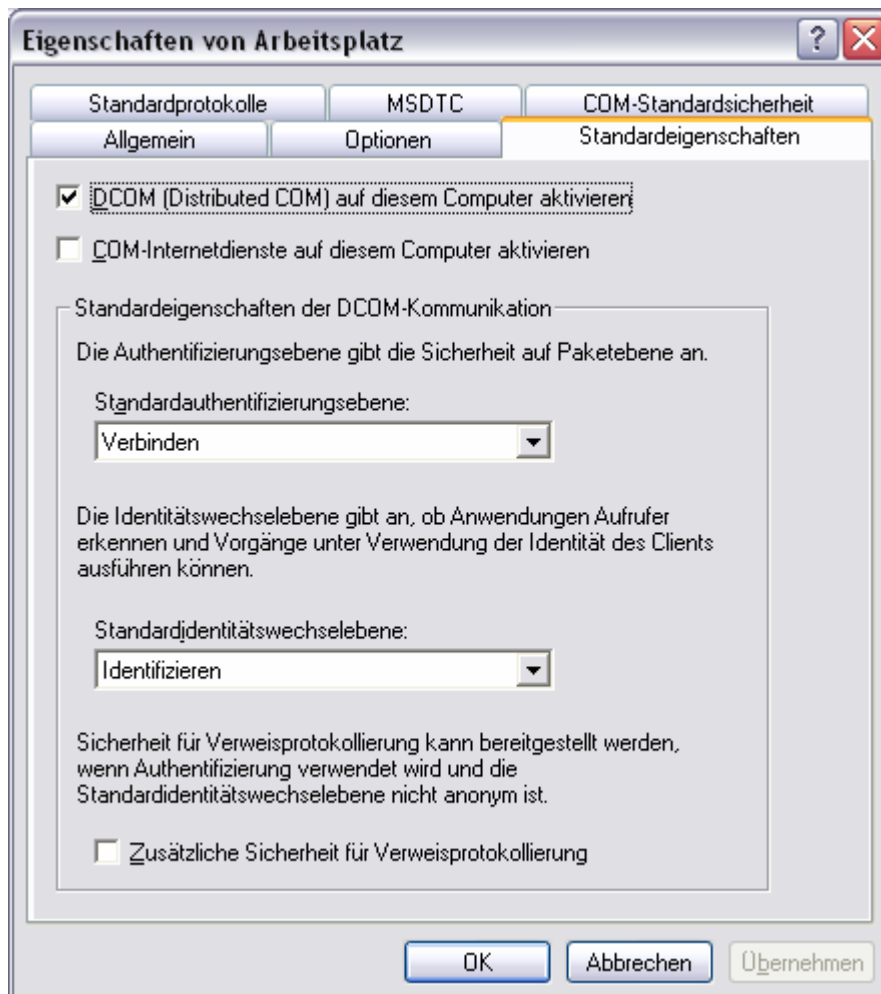 Eigenschaften von Arbeitsplatz
Standardprotokolle MSDTC COM-Standardsicherheit
Allgemein Optionen Standardeigenschaften
DCOM (Distributed COM) auf diesem Computer aktivieren
COM-Internetdienste auf diesem Computer aktivieren
Standardeigenschaften der DCOM-Kommunikation
Die Authentifizierungsebene gibt die Sicherheit auf Paketebene an.
Standardauthentifizierungsebene:
Verbinden
Die Identitätswechselebene gibt an, ob Anwendungen Aufrufer
erkennen und Vorgänge unter Verwendung der Identität des Clients
ausführen können.
Standardidentitätswechselebene:
Identifizieren
Sicherheit für Verweisprotokollierung kann bereitgestellt werden,
wenn Authentifizierung verwendet wird und die
Standardidentitätswechselebene nicht anonym ist.
Zusätzliche Sicherheit für Verweisprotokollierung
OK Abbrechen Übernehmen